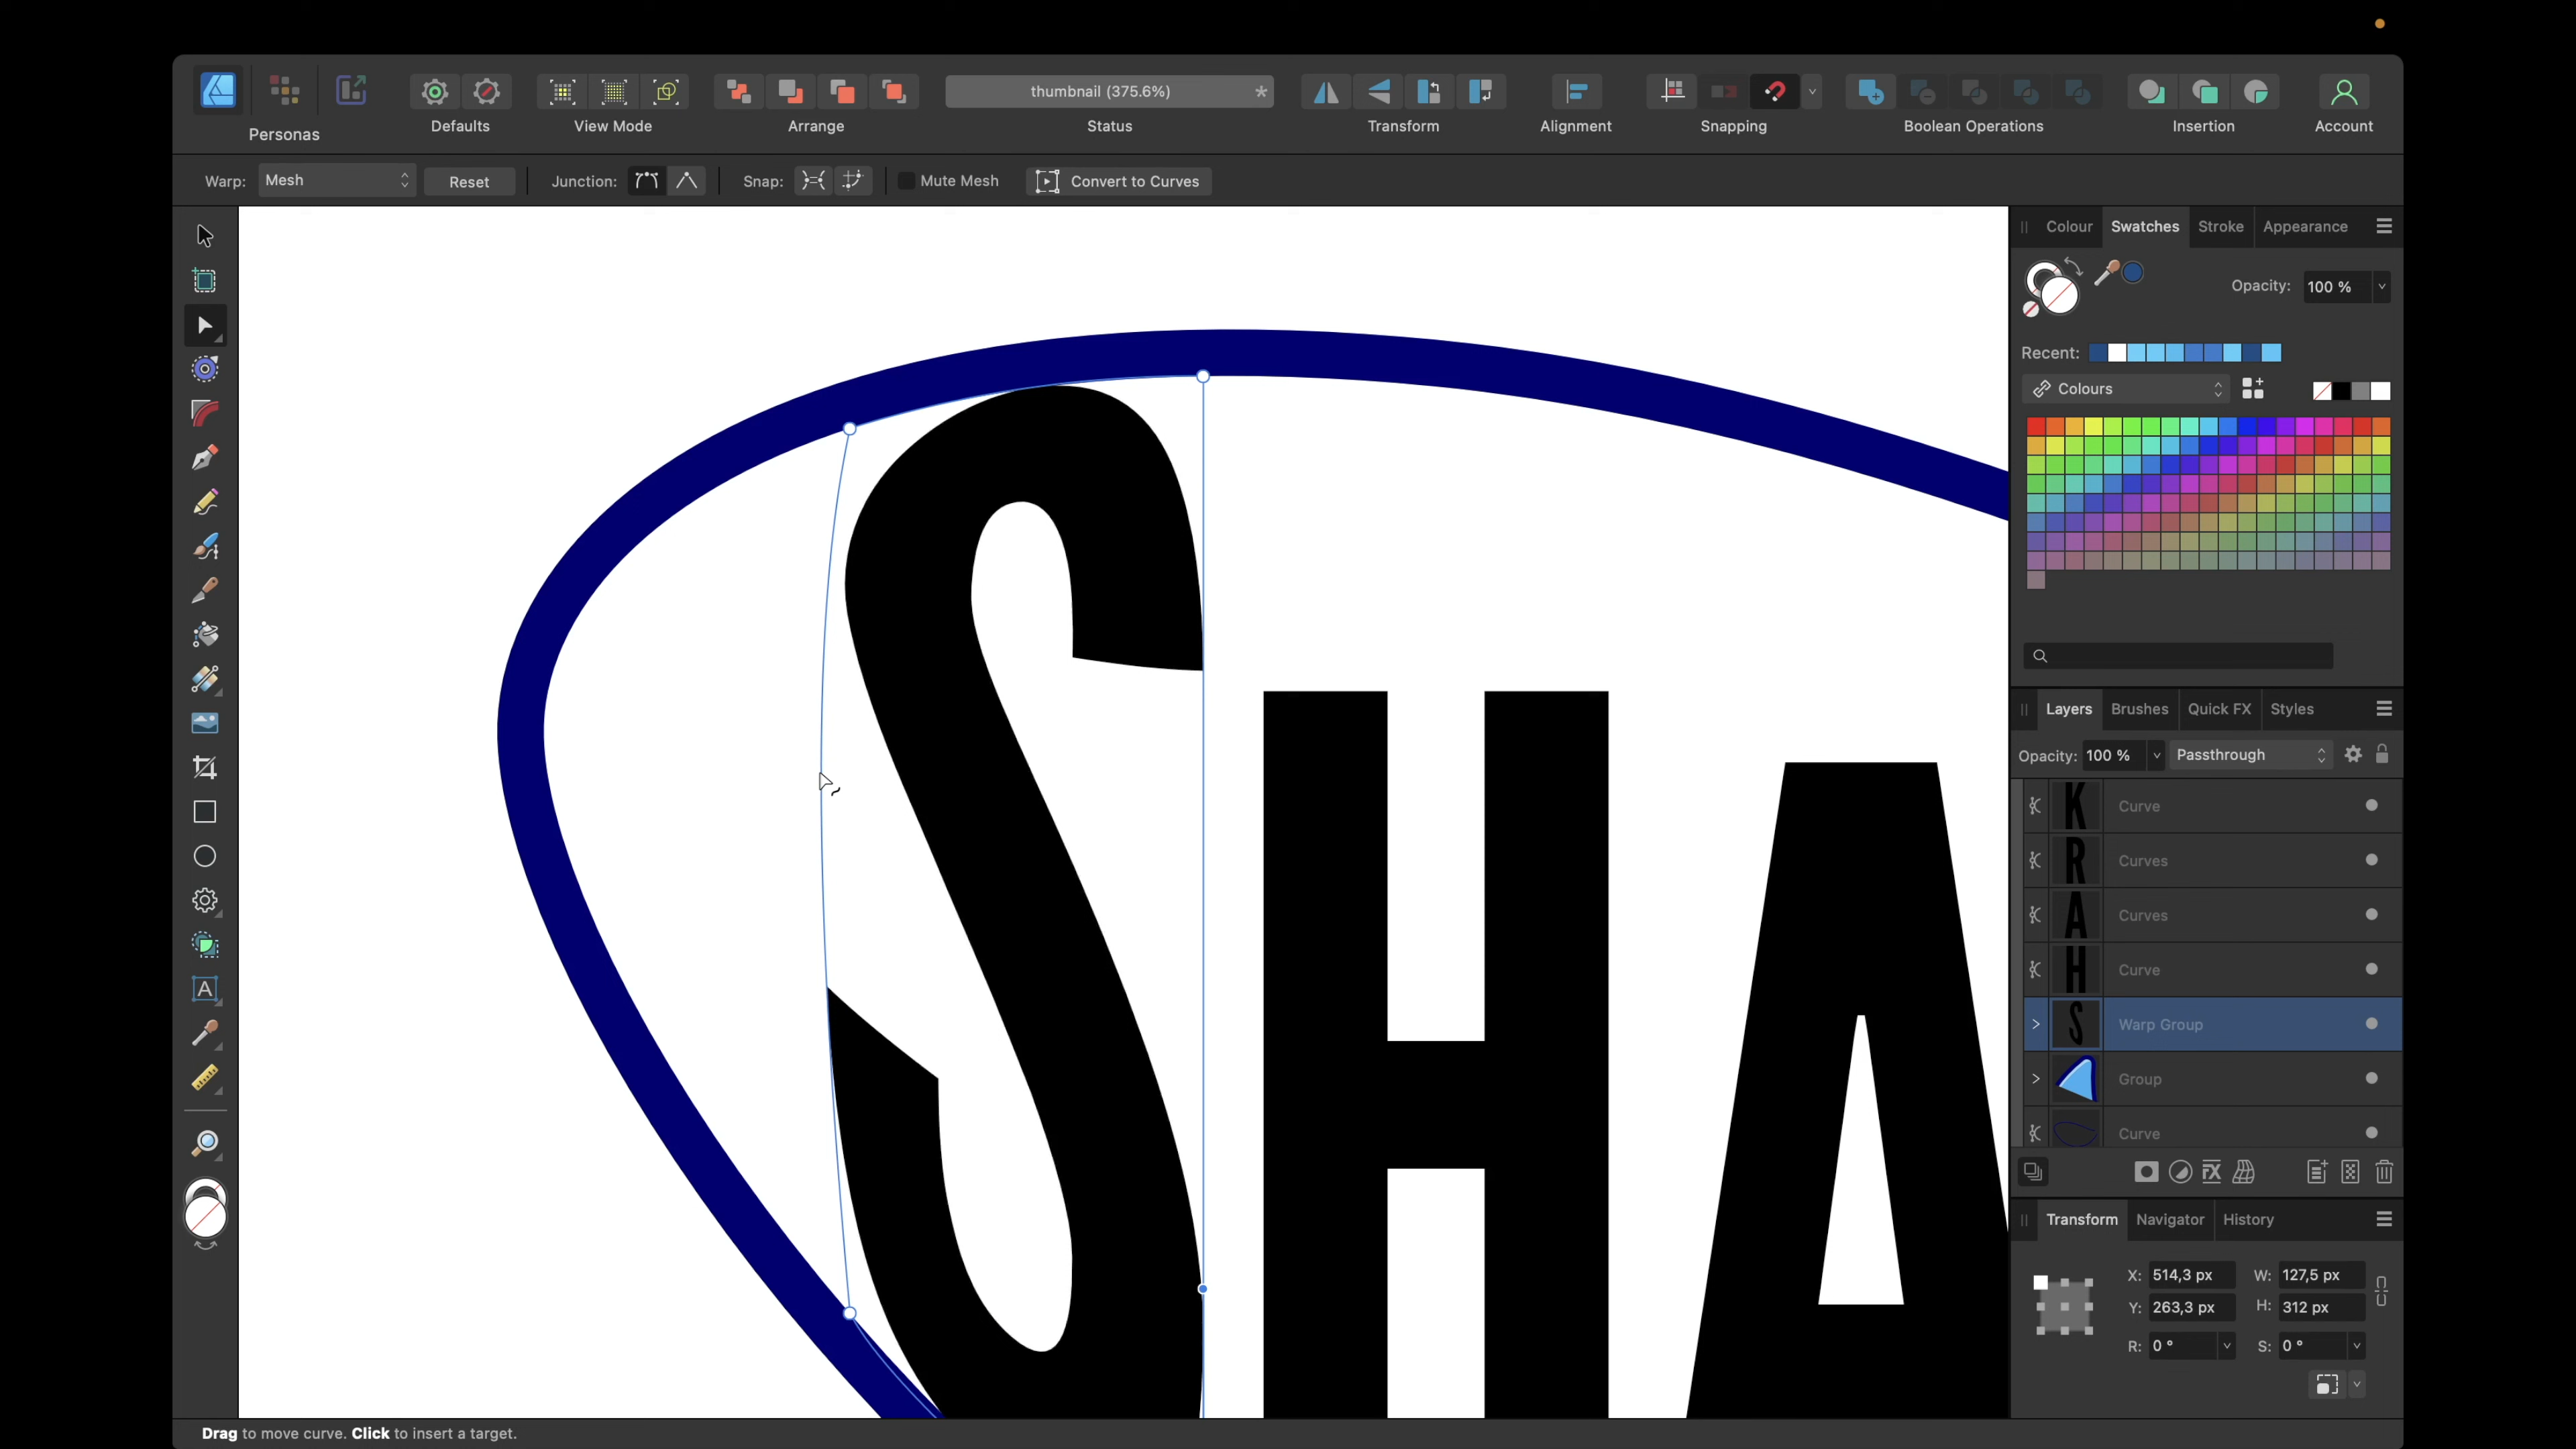 thumbnail (375.6%) *
Personas Defaults View Mode Arrange Status Transform Alignment Snapping Boolean Operations Insertion Account
Warp: Mesh Reset Junction: Snap: Mute Mesh Convert to Curves
Colour Swatches Stroke Appearance
Opacity: 100 %
Recent:
Colours
SHA
Layers Brushes Quick FX Styles
Opacity: 100 % Passthrough
K Curve
R Curves
A Curves
H Curve
S Warp Group
Group
Curve
Transform Navigator History
X: 514,3 px W: 127,5 px
Y: 263,3 px H: 312 px
R: 0 ° S: 0 °
Drag to move curve. Click to insert a target.